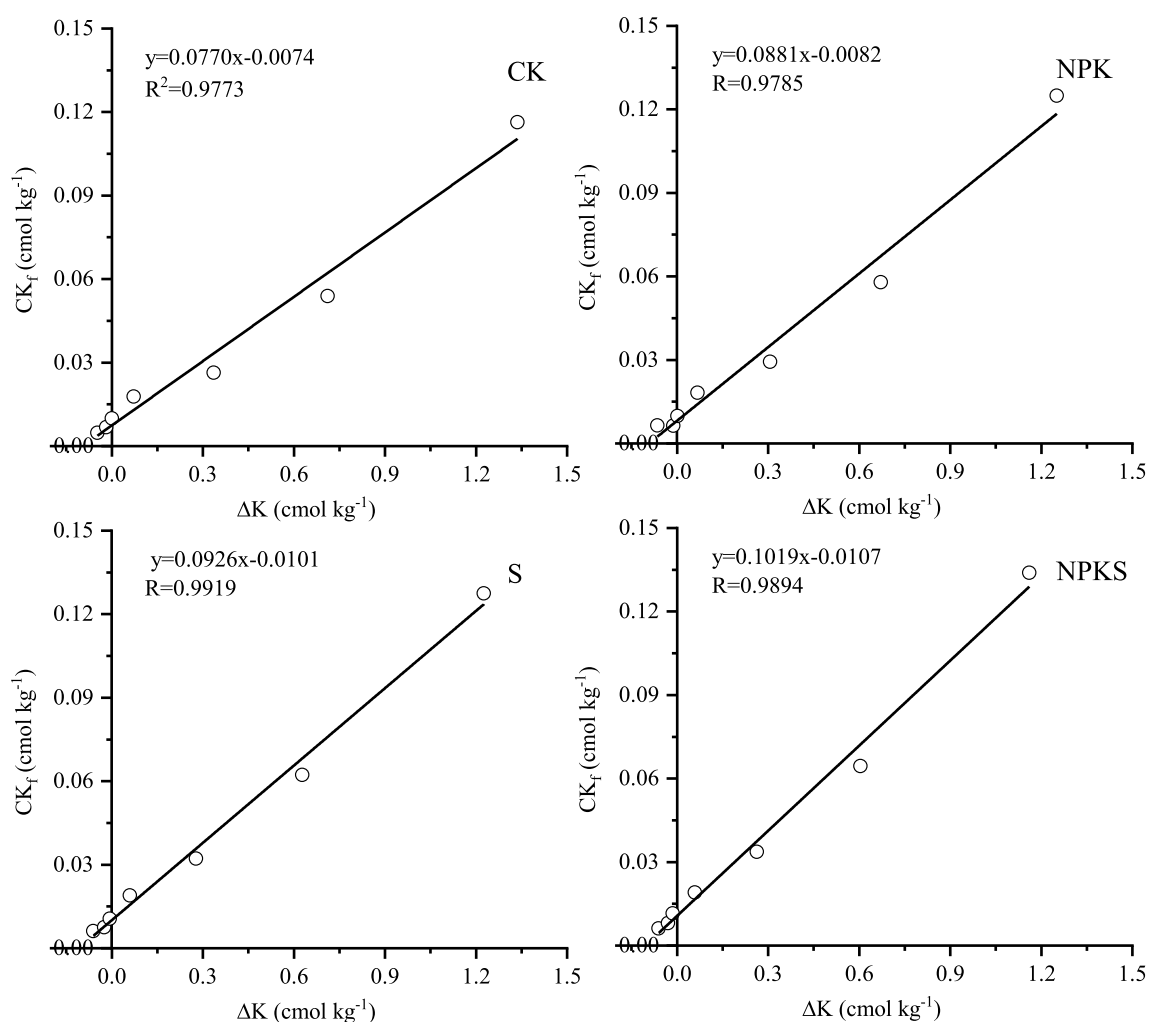 0.15
y=0.0770x-0.0074
R²=0.9773
CK
0.12
0.09
0.06
0.03
0.00
CK_f (cmol kg⁻¹)
0.0 0.3 0.6 0.9 1.2 1.5
ΔK (cmol kg⁻¹)
0.15
y=0.0881x-0.0082
R=0.9785
NPK
0.12
0.09
0.06
0.03
0.00
CK_f (cmol kg⁻¹)
0.0 0.3 0.6 0.9 1.2 1.5
ΔK (cmol kg⁻¹)
0.15
y=0.0926x-0.0101
R=0.9919
S
0.12
0.09
0.06
0.03
0.00
CK_f (cmol kg⁻¹)
0.0 0.3 0.6 0.9 1.2 1.5
ΔK (cmol kg⁻¹)
0.15
y=0.1019x-0.0107
R=0.9894
NPKS
0.12
0.09
0.06
0.03
0.00
CK_f (cmol kg⁻¹)
0.0 0.3 0.6 0.9 1.2 1.5
ΔK (cmol kg⁻¹)